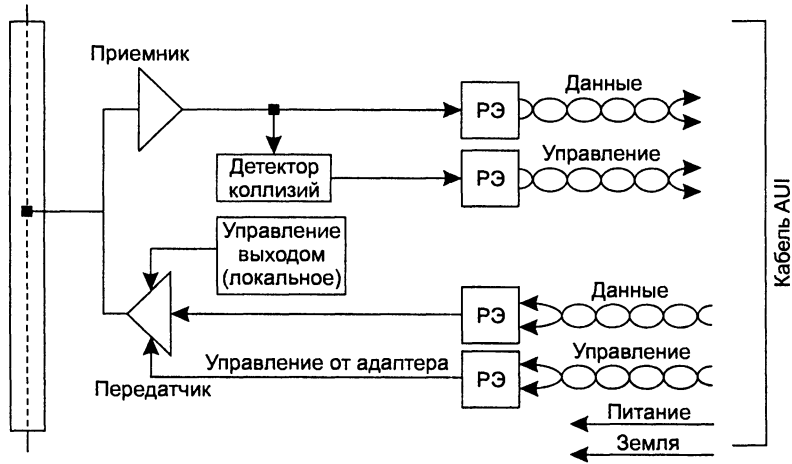 Приемник
РЭ
Данные
Детектор
коллизий
РЭ
Управление
Управление
выходом
(локальное)
РЭ
Данные
Передатчик
Управление от адаптера
РЭ
Управление
Питание
Земля
Кабель AUI